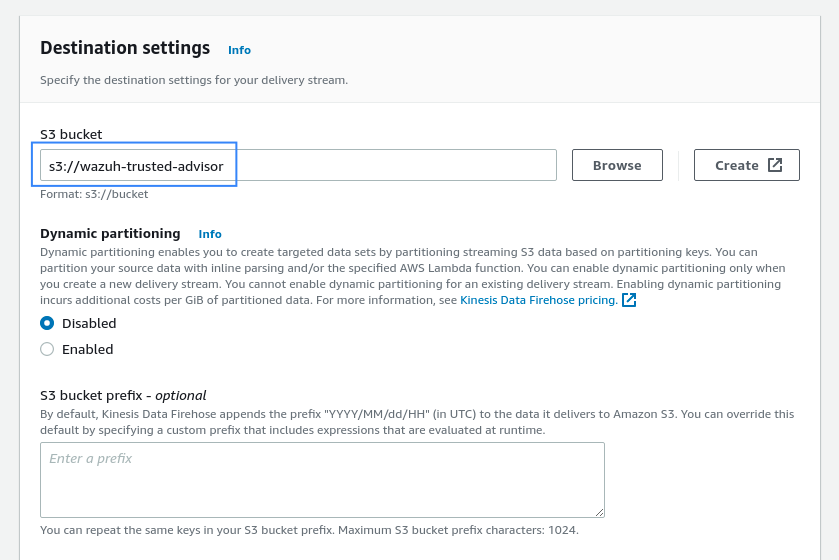 Destination settings Info
Specify the destination settings for your delivery stream.
S3 bucket
s3://wazuh-trusted-advisor
Browse
Create
Format: s3://bucket
Dynamic partitioning Info
Dynamic partitioning enables you to create targeted data sets by partitioning streaming S3 data based on partitioning keys. You can
partition your source data with inline parsing and/or the specified AWS Lambda function. You can enable dynamic partitioning only when
you create a new delivery stream. You cannot enable dynamic partitioning for an existing delivery stream. Enabling dynamic partitioning
incurs additional costs per GiB of partitioned data. For more information, see Kinesis Data Firehose pricing.
Disabled
Enabled
S3 bucket prefix - optional
By default, Kinesis Data Firehose appends the prefix "YYYY/MM/dd/HH" (in UTC) to the data it delivers to Amazon S3. You can override this
default by specifying a custom prefix that includes expressions that are evaluated at runtime.
Enter a prefix
You can repeat the same keys in your S3 bucket prefix. Maximum S3 bucket prefix characters: 1024.